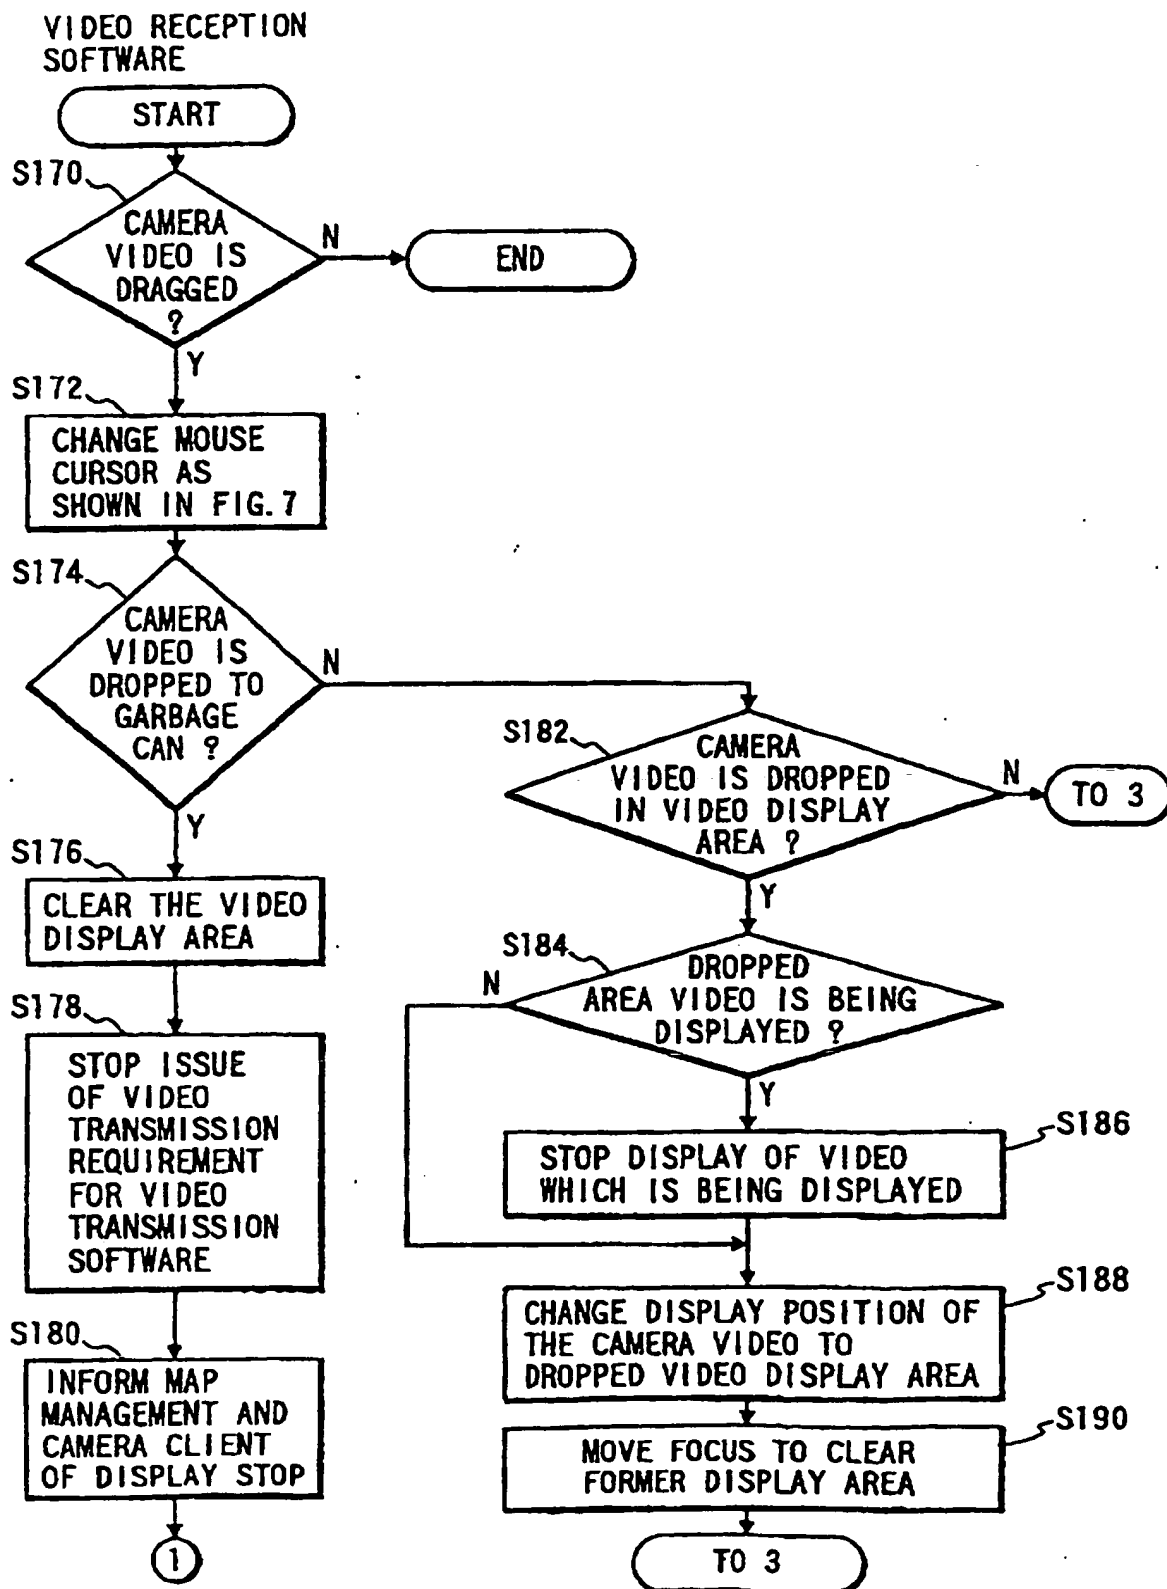 VIDEO RECEPTION
SOFTWARE
START
S170
CAMERA
VIDEO IS
DRAGGED
?
N
END
Y
S172
CHANGE MOUSE
CURSOR AS
SHOWN IN FIG. 7
S174
CAMERA
VIDEO IS
DROPPED TO
GARBAGE
CAN ?
N
Y
S176
CLEAR THE VIDEO
DISPLAY AREA
S178
STOP ISSUE
OF VIDEO
TRANSMISSION
REQUIREMENT
FOR VIDEO
TRANSMISSION
SOFTWARE
S180
INFORM MAP
MANAGEMENT AND
CAMERA CLIENT
OF DISPLAY STOP
1
S182
CAMERA
VIDEO IS DROPPED
IN VIDEO DISPLAY
AREA ?
N
TO 3
Y
S184
DROPPED
AREA VIDEO IS BEING
DISPLAYED ?
N
Y
S186
STOP DISPLAY OF VIDEO
WHICH IS BEING DISPLAYED
S188
CHANGE DISPLAY POSITION OF
THE CAMERA VIDEO TO
DROPPED VIDEO DISPLAY AREA
S190
MOVE FOCUS TO CLEAR
FORMER DISPLAY AREA
TO 3